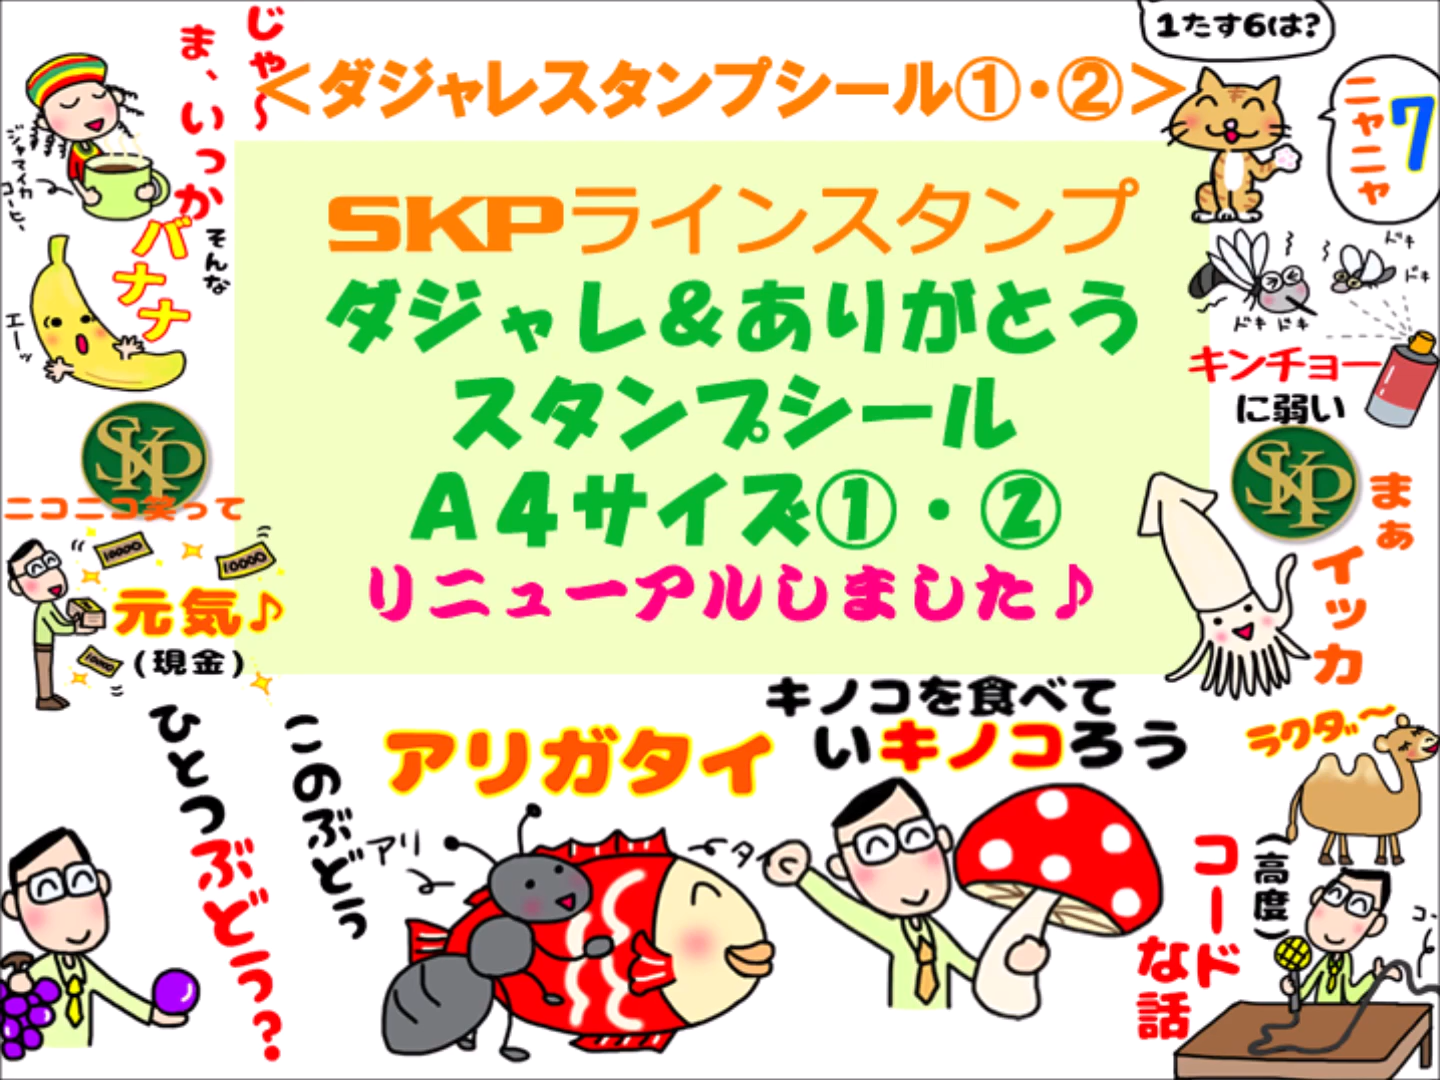 ＜ダジャレスタンプシール①・②＞
SKPラインスタンプ
ダジャレ＆ありがとう
スタンプシール
A4サイズ①・②
リニューアルしました♪
じゃ〜
ま、いっか
ジャマイカ
コーヒー
そんな
バナナ
エーッ
SKP
ニコニコ笑って
10000
10000
10000
元気♪
(現金)
1たす6は?
7
ニャニャ
ドキ
ドキ
ドキドキ
キンチョー
に弱い
SKP
まぁ
イッカ
このぶどう
ひとつぶどう?
アリガタイ
アリ
タイ
キノコを食べて
いキノコろう
ラクダ〜
コード
(高度)
な話